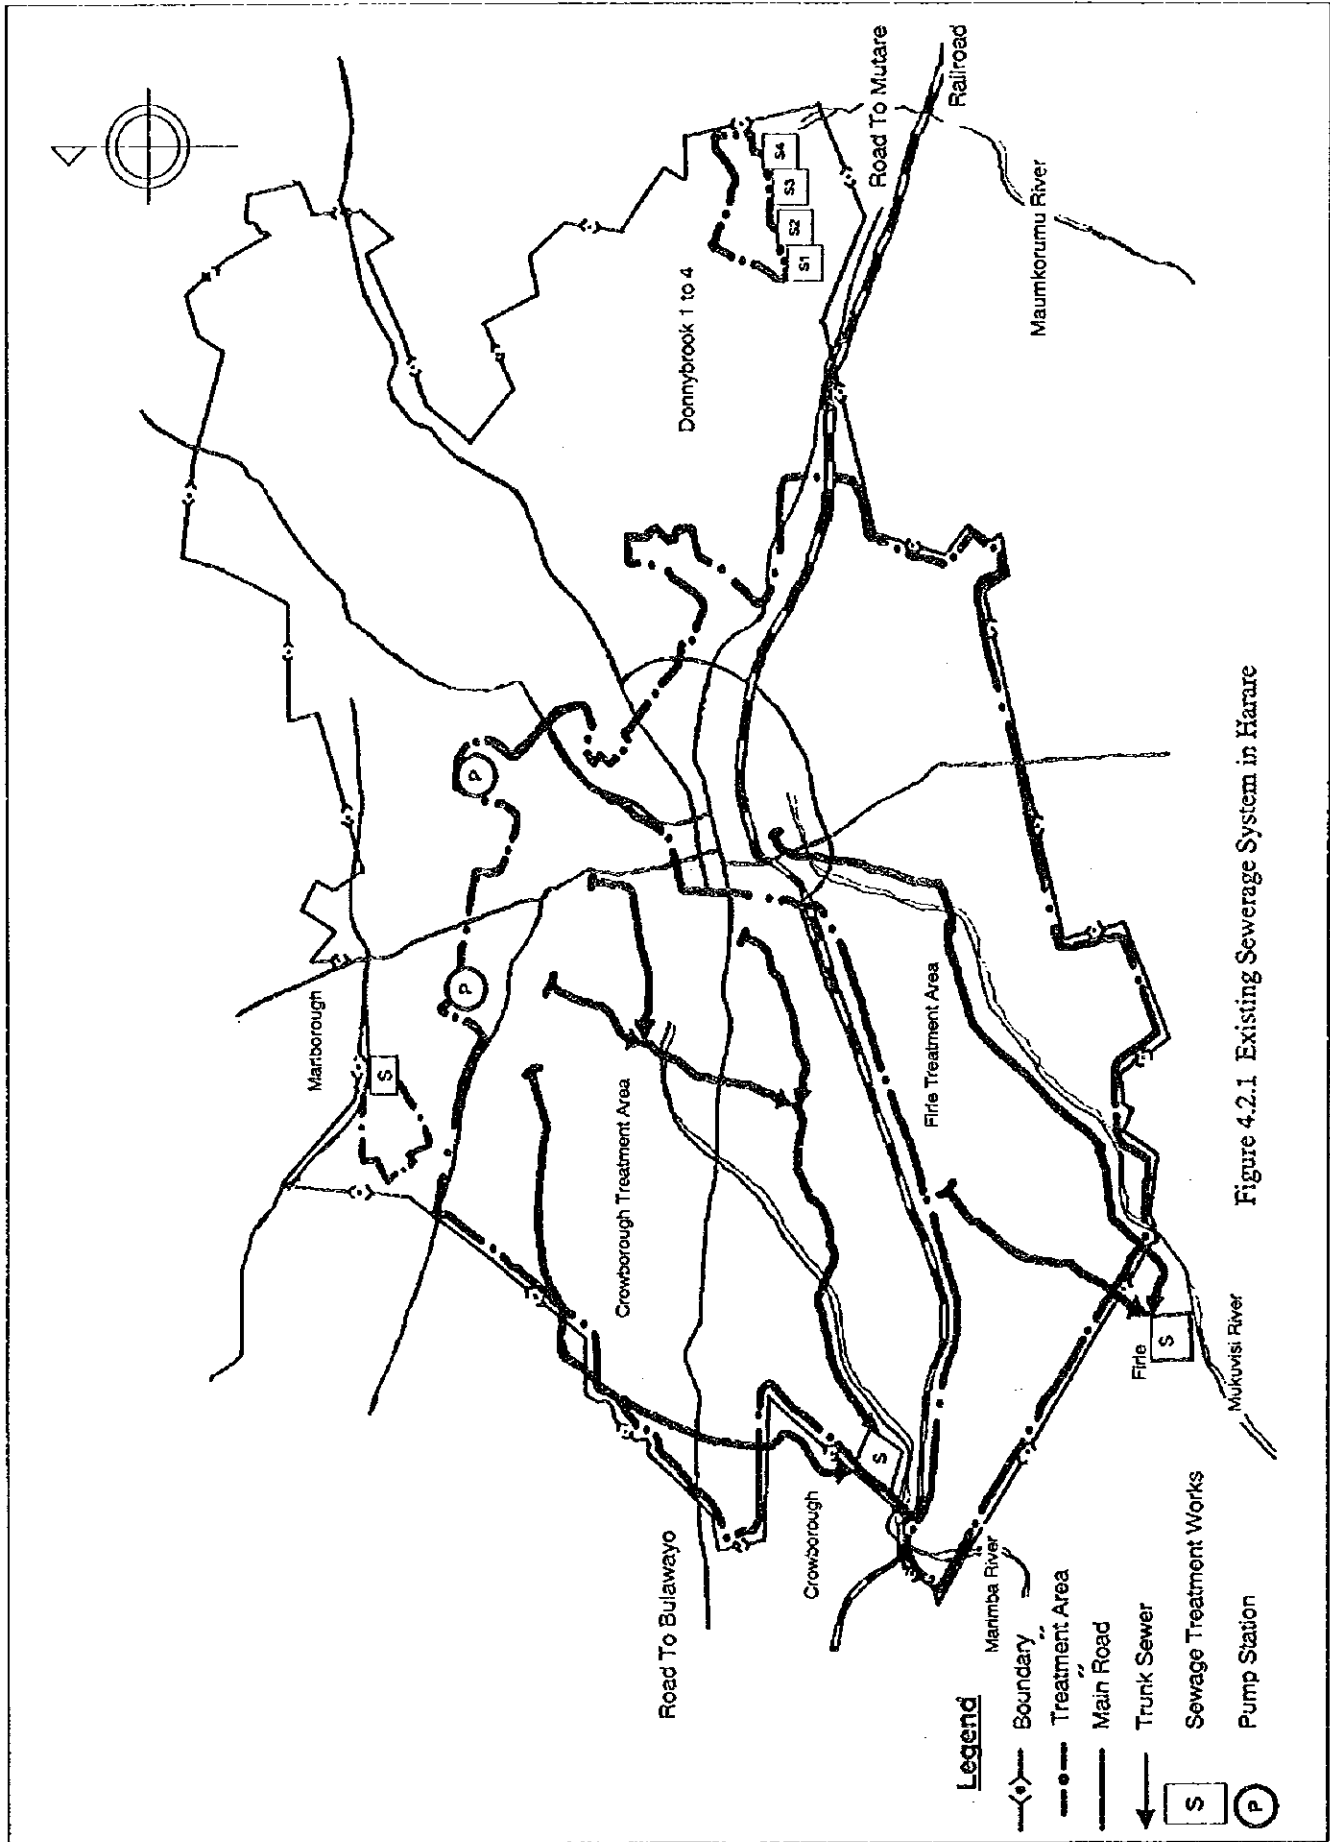 Marlborough
S
P
P
Donnybrook 1 to 4
S1
S2
S3
S4
Road To Mutare
Railroad
Maumkorumu River
Crowborough Treatment Area
Firle Treatment Area
Road To Bulawayo
Crowborough
S
Marimba River
Firle
S
Mukuvisi River
Legend
Boundary
Treatment Area
Main Road
Trunk Sewer
S
Sewage Treatment Works
P
Pump Station
Figure 4.2.1 Existing Sewerage System in Harare